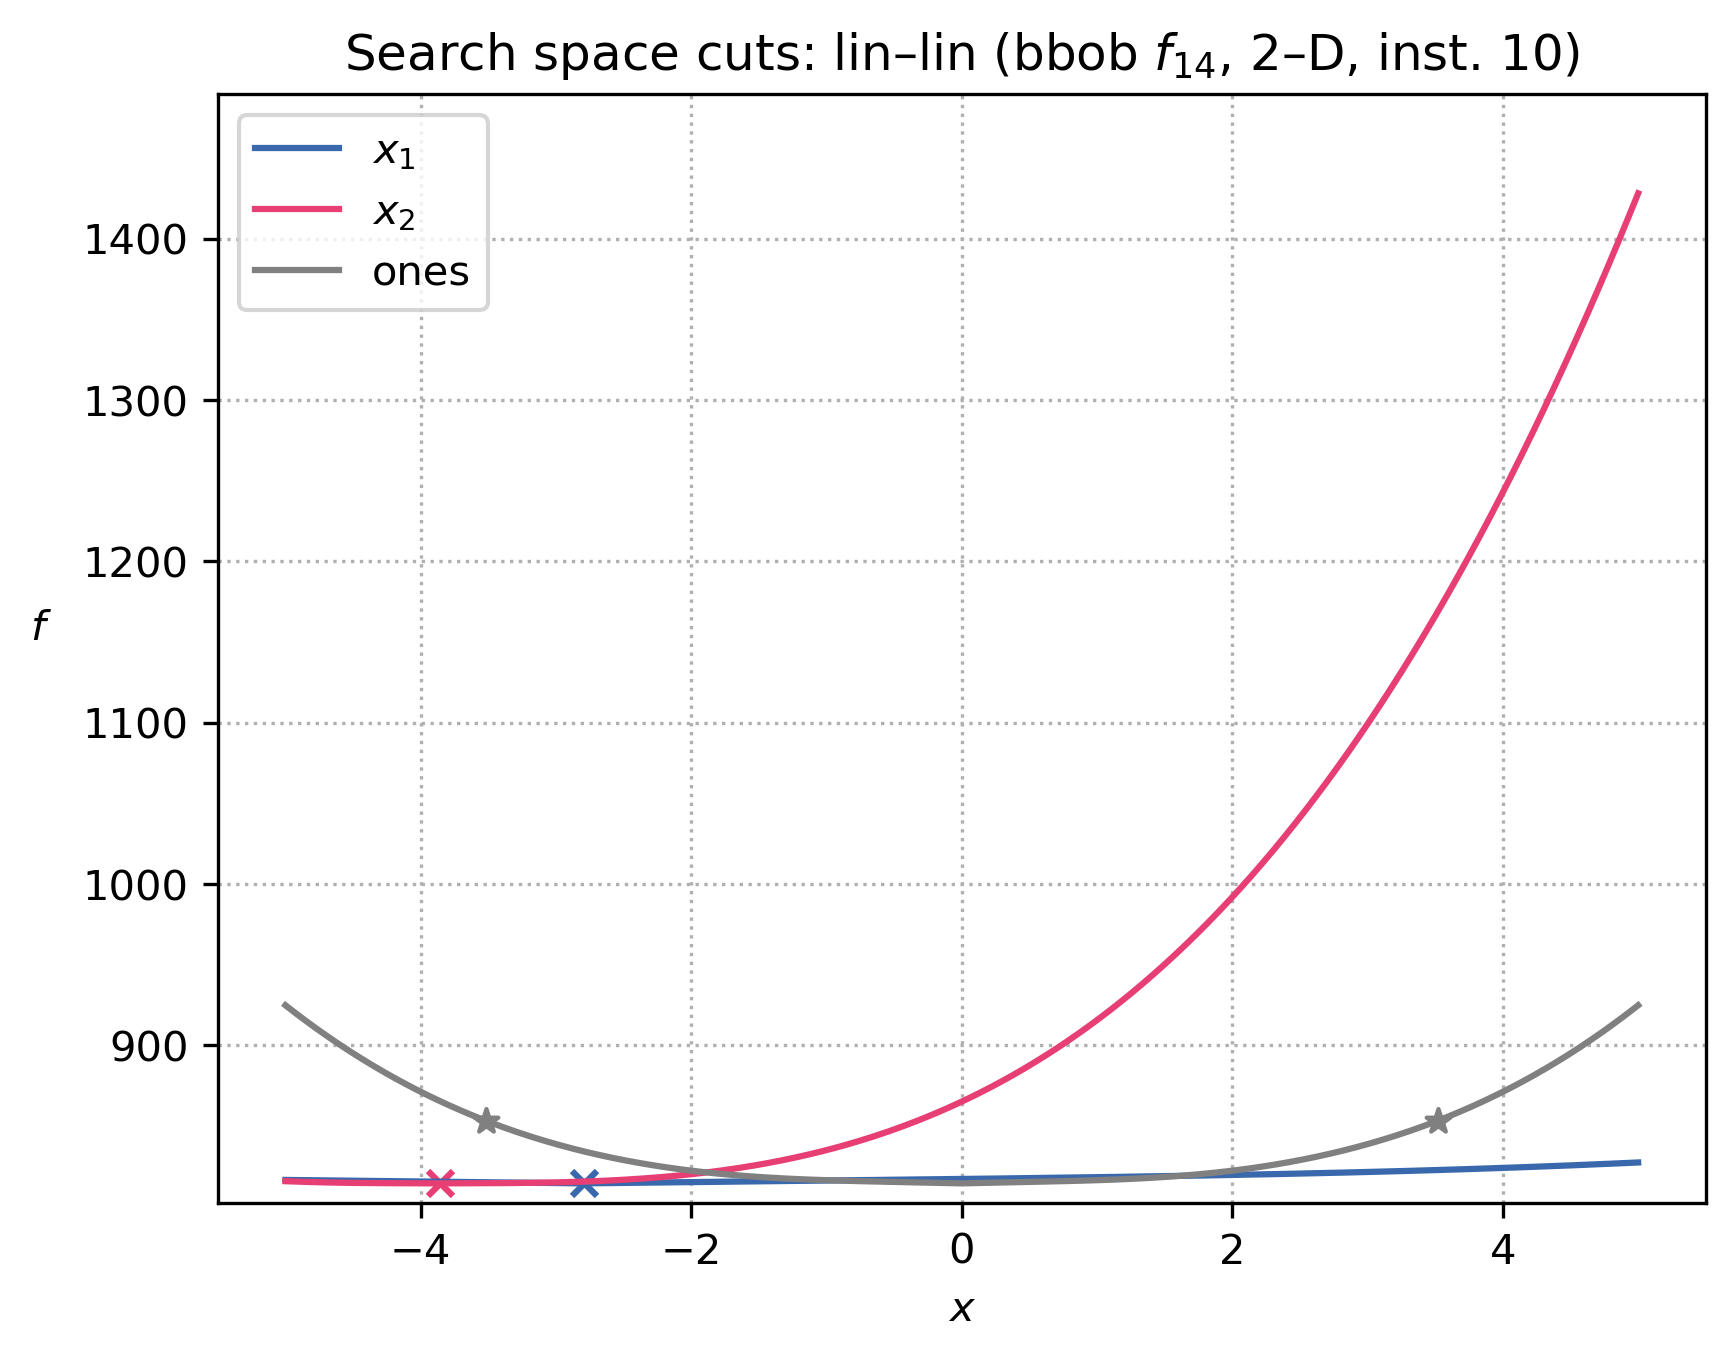 Search space cuts: lin–lin (bbob f₁₄, 2–D, inst. 10)
x₁
x₂
ones
1400
1300
1200
1100
1000
900
f
−4
−2
0
2
4
x